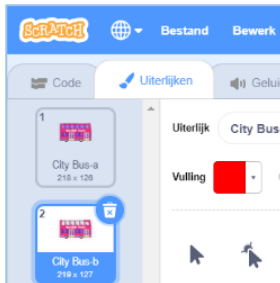 SCRATCH Bestand Bewerk
Code Uiterlijken Gelui
1
City Bus-a
218 x 126
2
City Bus-b
219 x 127
Uiterlijk City Bus
Vulling